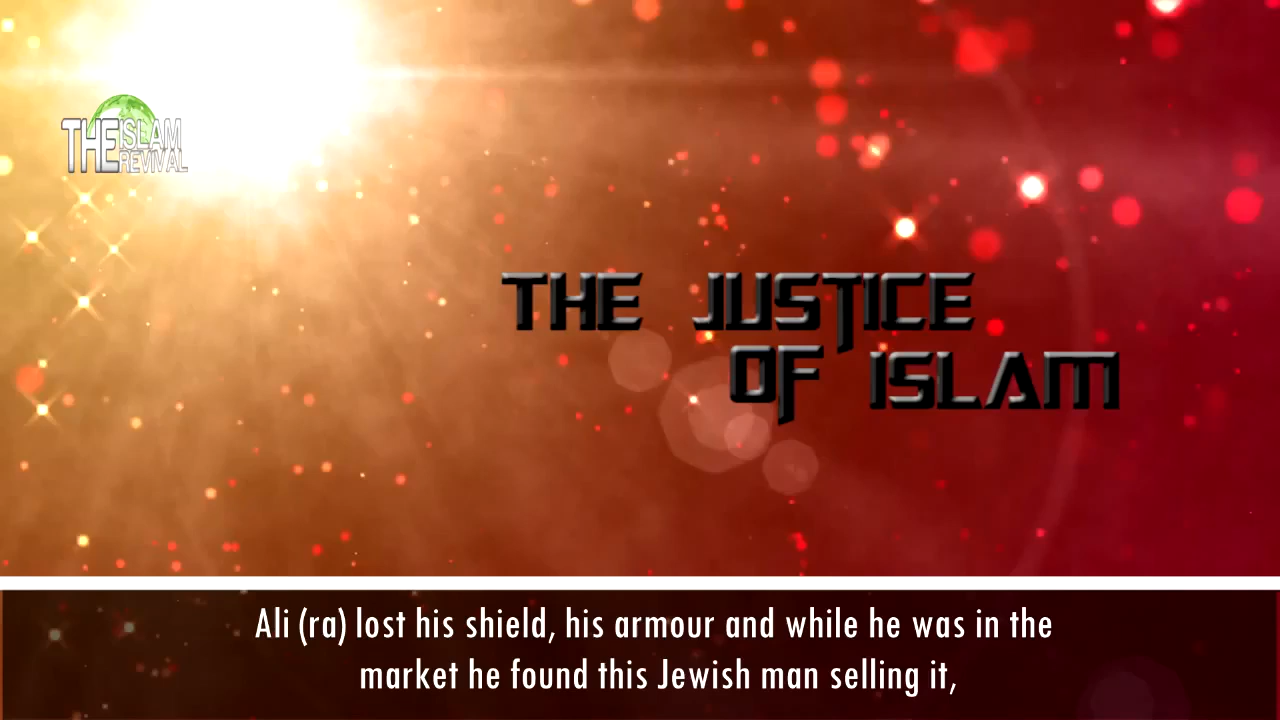 THE ISLAM
REVIVAL
THE JUSTICE
OF ISLAM
Ali (ra) lost his shield, his armour and while he was in the
market he found this Jewish man selling it,